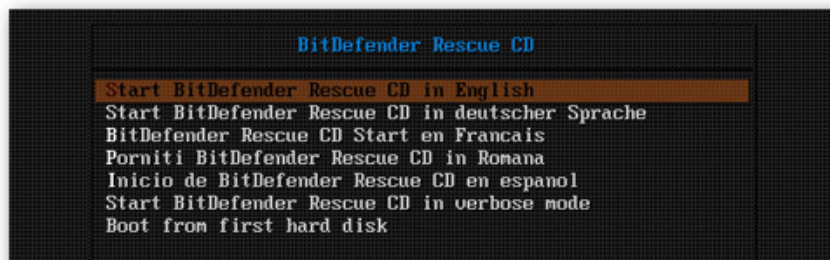 BitDefender Rescue CD
Start BitDefender Rescue CD in English
Start BitDefender Rescue CD in deutscher Sprache
BitDefender Rescue CD Start en Francais
Porniti BitDefender Rescue CD in Romana
Inicio de BitDefender Rescue CD en espanol
Start BitDefender Rescue CD in verbose mode
Boot from first hard disk